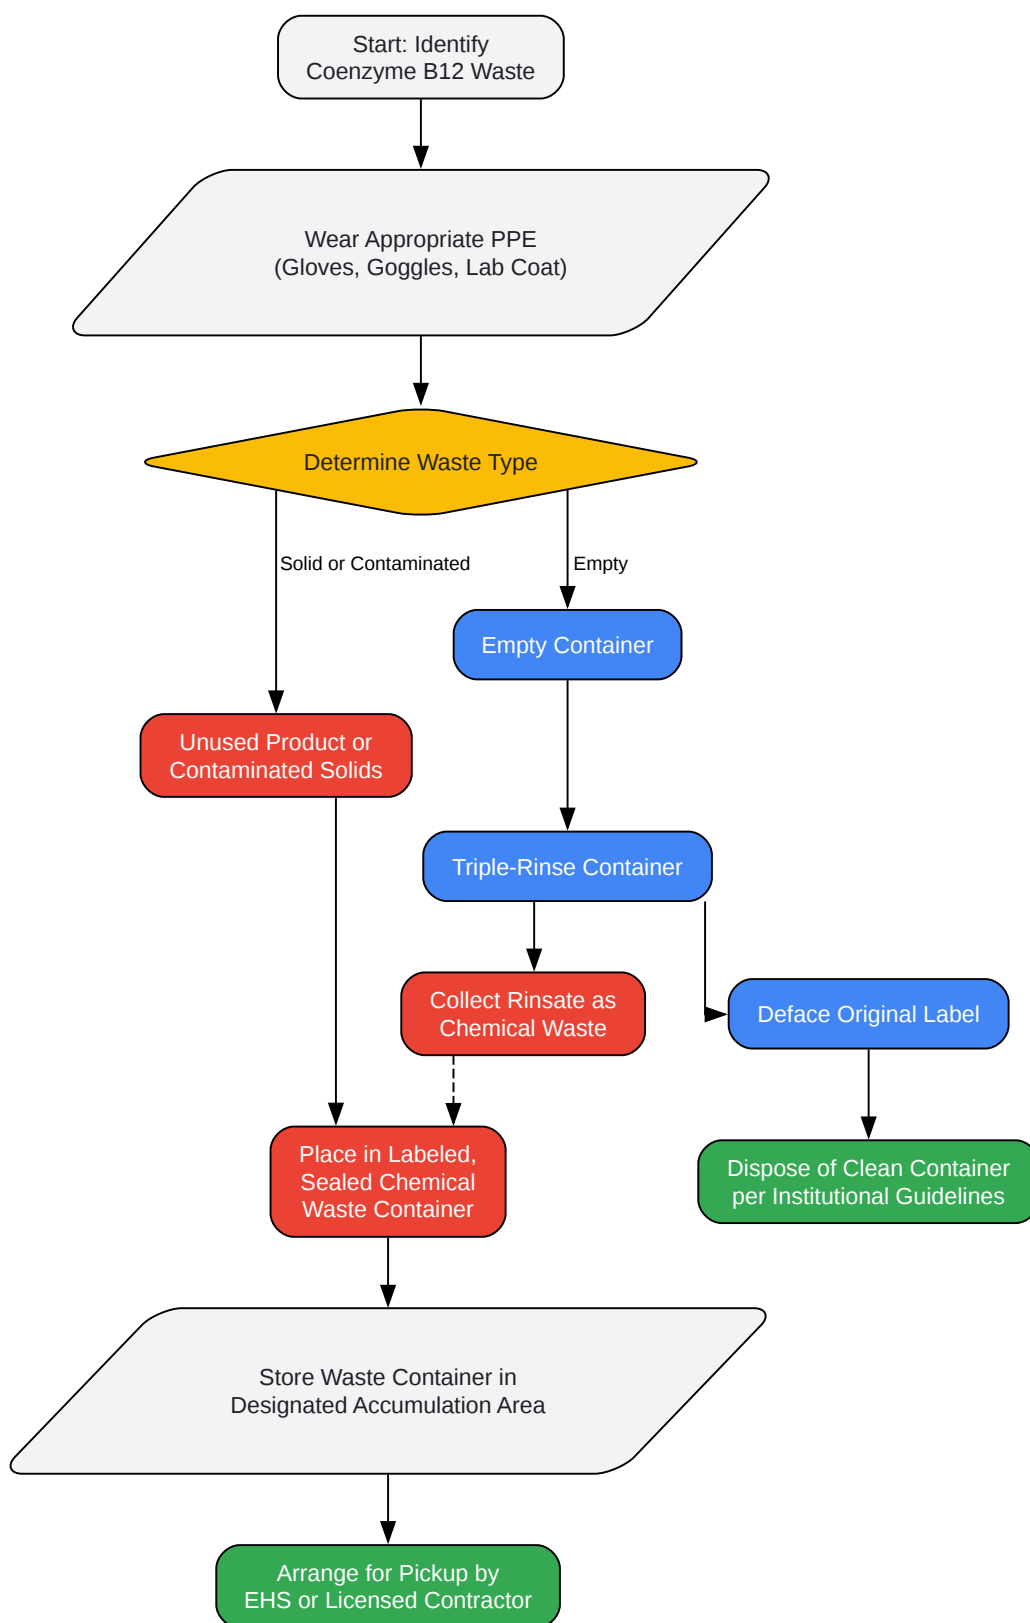 Start: Identify
Coenzyme B12 Waste
Wear Appropriate PPE
(Gloves, Goggles, Lab Coat)
Determine Waste Type
Solid or Contaminated
Empty
Empty Container
Unused Product or
Contaminated Solids
Triple-Rinse Container
Collect Rinsate as
Chemical Waste
Deface Original Label
Place in Labeled,
Sealed Chemical
Waste Container
Dispose of Clean Container
per Institutional Guidelines
Store Waste Container in
Designated Accumulation Area
Arrange for Pickup by
EHS or Licensed Contractor